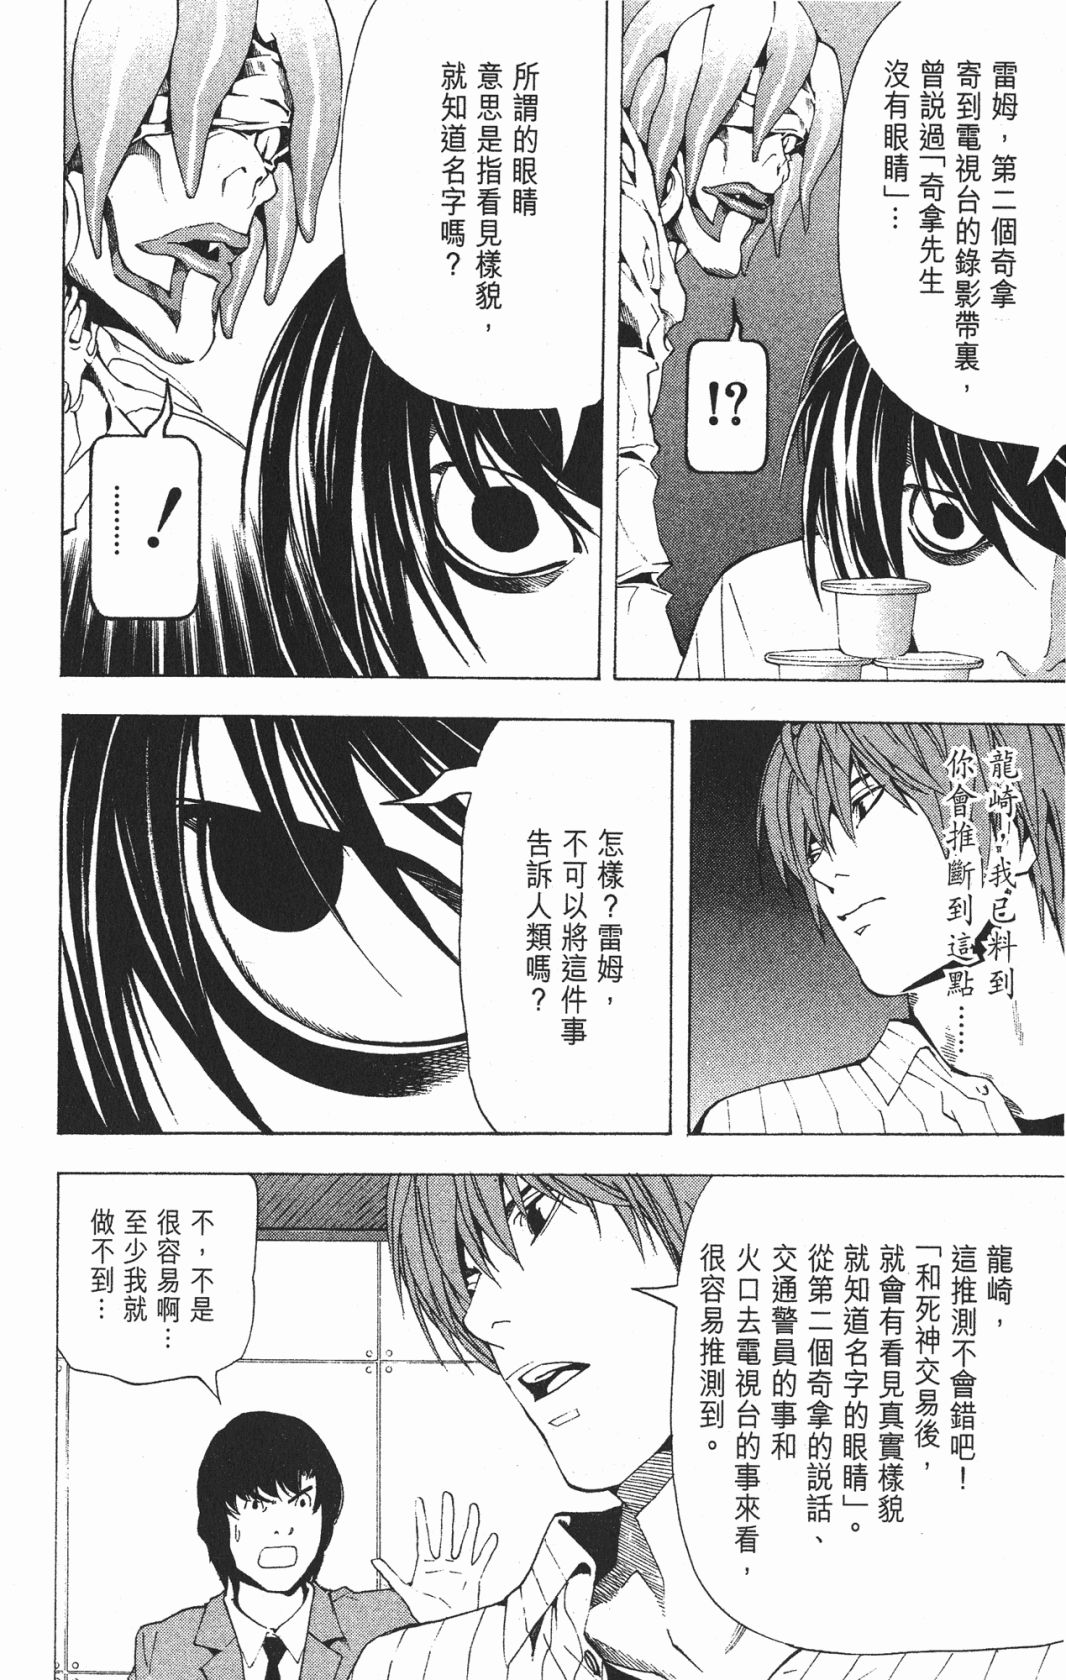 雷姆，第二個奇拿
寄到電視台的錄影帶裏，
曾説過「奇拿先生
沒有眼睛」…
!?
所謂的眼睛
意思是指看見樣貌，
就知道名字嗎？
！
………
龍崎，我已料到
你會推斷到這點……
怎樣？雷姆，
不可以將這件事
告訴人類嗎？
龍崎，
這推測不會錯吧！
「和死神交易後，
就會有看見真實樣貌
就知道名字的眼睛」。
從第二個奇拿的説話、
交通警員的事和
火口去電視台的事來看，
很容易推測到。
不，不是
很容易啊…
至少我就
做不到…